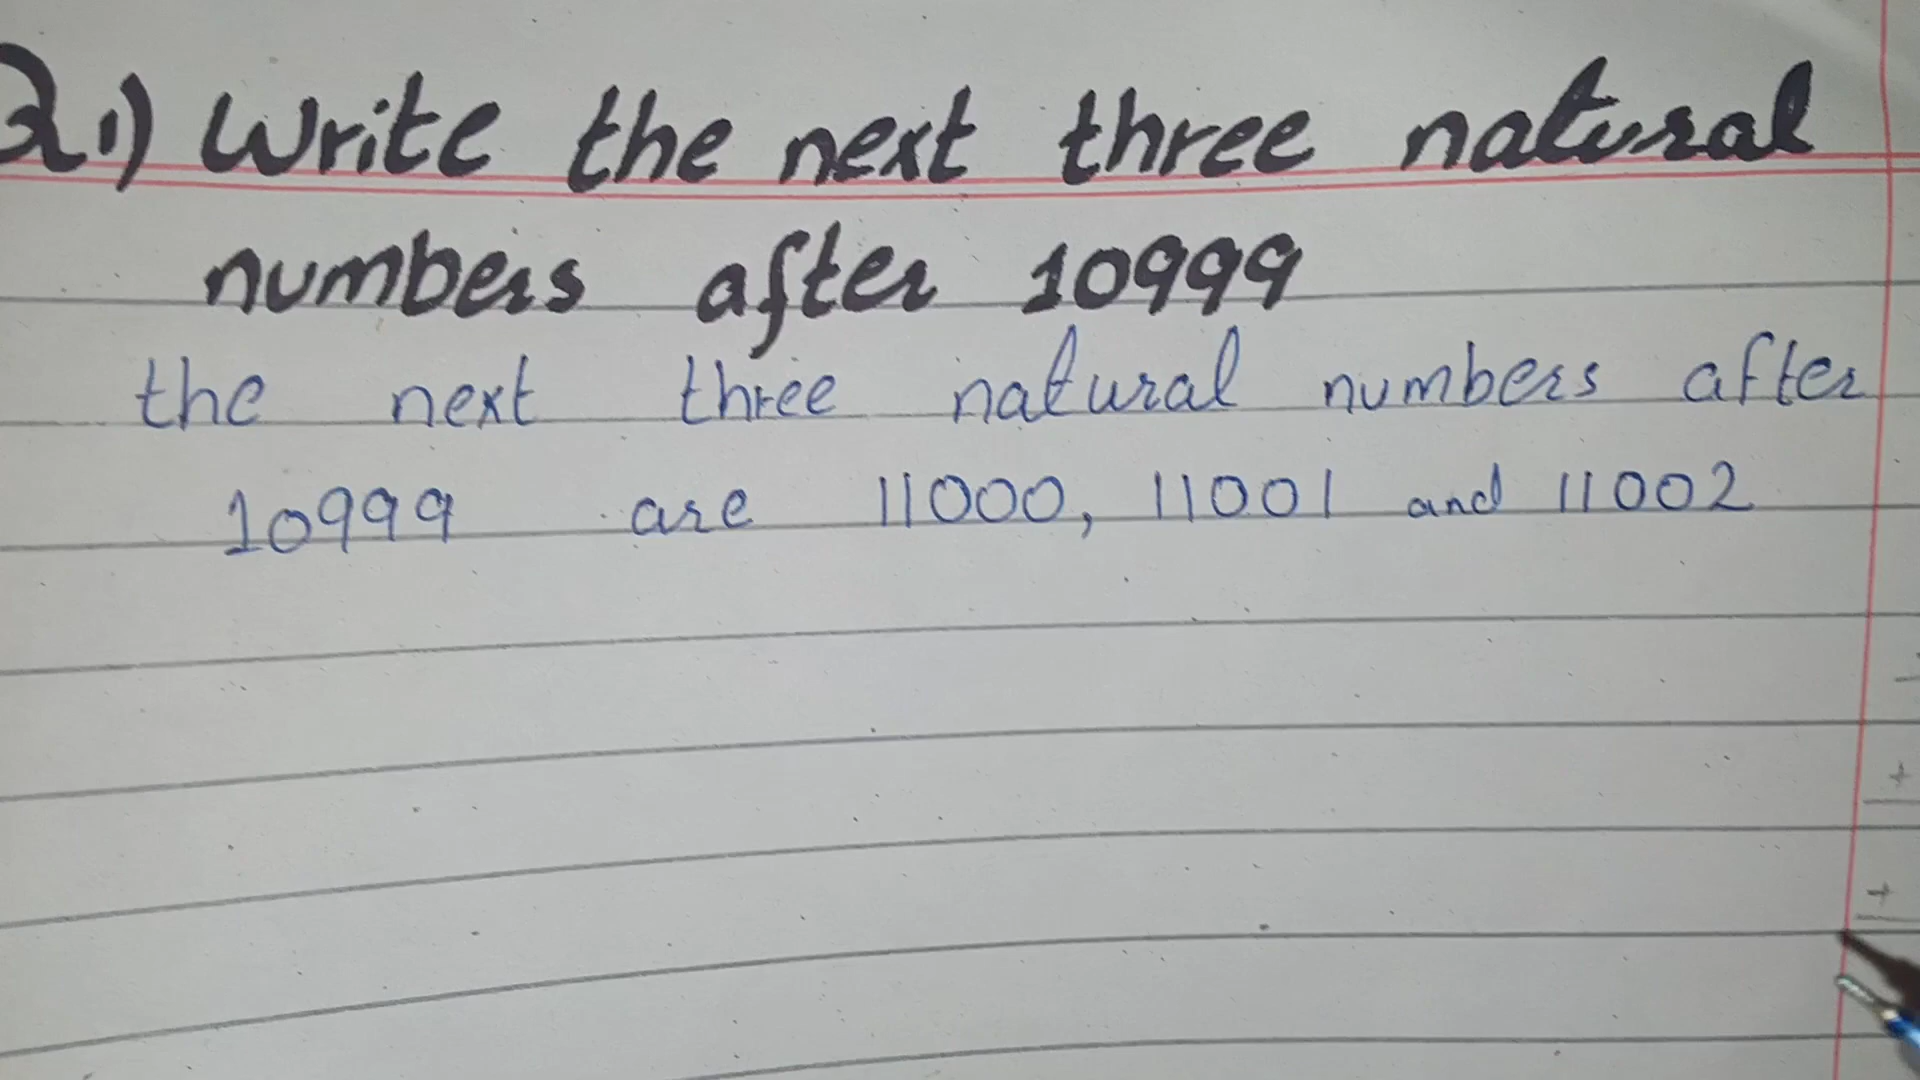 Q1) Write the next three natural
numbers after 10999
the next three natural numbers after
10999 are 11000, 11001 and 11002
+
+